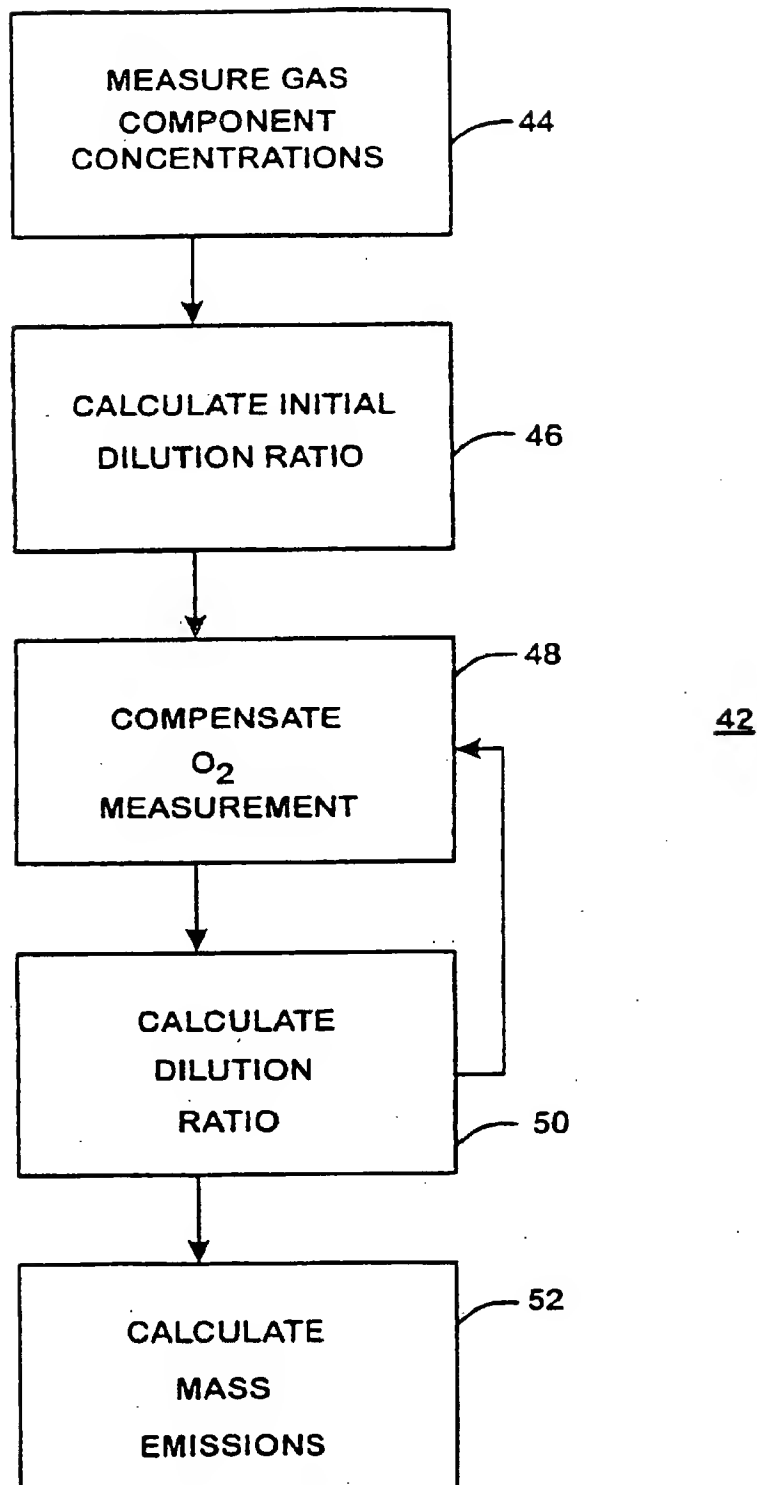 MEASURE GAS
COMPONENT
CONCENTRATIONS
44
CALCULATE INITIAL
DILUTION RATIO
46
48
COMPENSATE
O2
MEASUREMENT
42
CALCULATE
DILUTION
RATIO
50
52
CALCULATE
MASS
EMISSIONS